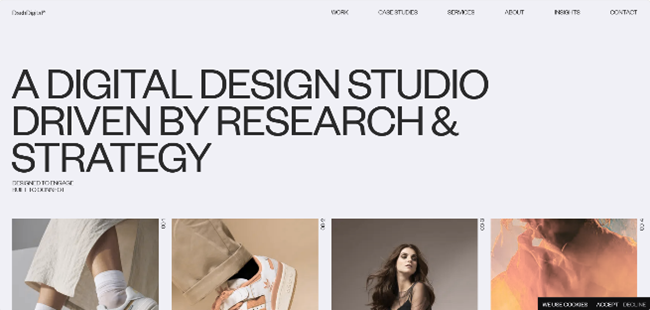 DashDigital®
WORK
CASE STUDIES
SERVICES
ABOUT
INSIGHTS
CONTACT
A DIGITAL DESIGN STUDIO
DRIVEN BY RESEARCH &
STRATEGY
DESIGNED TO ENGAGE
BUILT TO CONVERT
WE USE COOKIES
ACCEPT
DECLINE